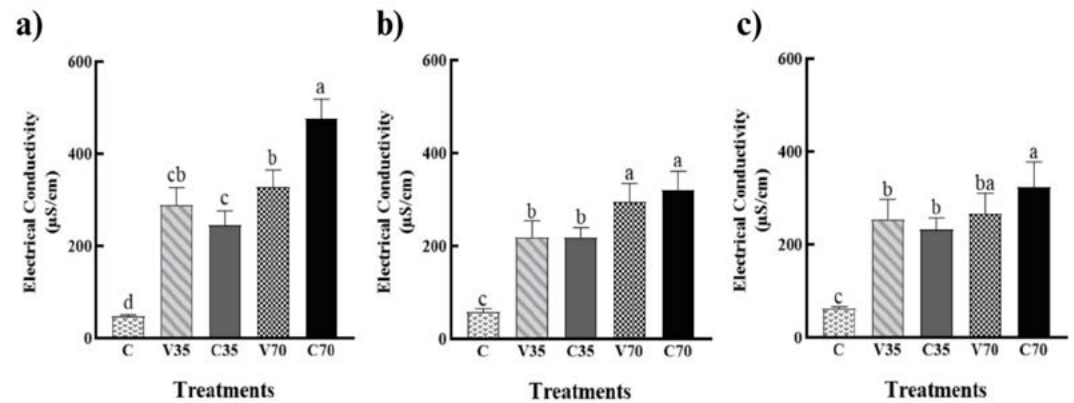 a)
Electrical Conductivity
(µS/cm)
600
400
200
0
d
cb
c
b
a
C V35 C35 V70 C70
Treatments
b)
Electrical Conductivity
(µS/cm)
600
400
200
0
c
b
b
a
a
C V35 C35 V70 C70
Treatments
c)
Electrical Conductivity
(µS/cm)
600
400
200
0
c
b
b
ba
a
C V35 C35 V70 C70
Treatments